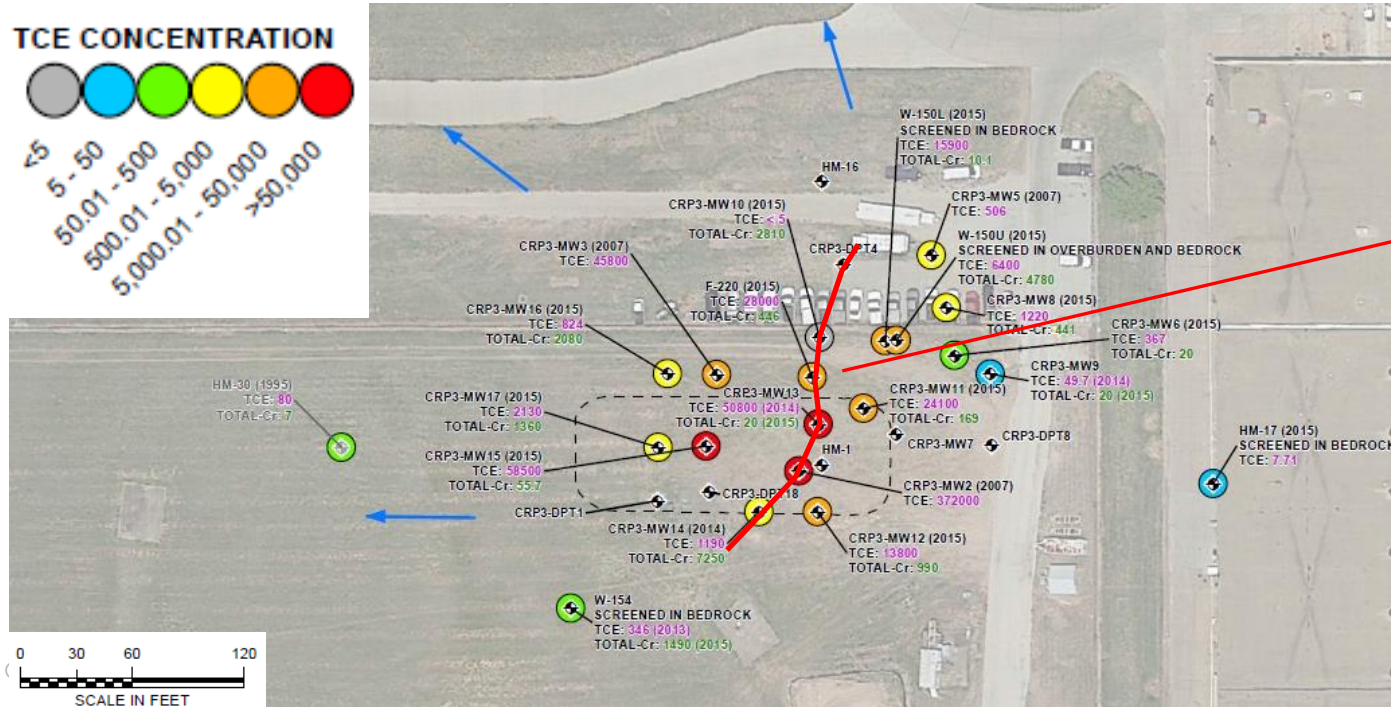 TCE CONCENTRATION
<5
5 - 50
50.01 - 500
500.01 - 5,000
5,000.01 - 50,000
>50,000
W-150L (2015)
SCREENED IN BEDROCK
TCE: 15900
TOTAL-Cr: 10.1
HM-16
CRP3-MW5 (2007)
TCE: 506
CRP3-MW10 (2015)
TCE: < 5
TOTAL-Cr: 2810
W-150U (2015)
SCREENED IN OVERBURDEN AND BEDROCK
TCE: 6400
TOTAL-Cr: 4780
CRP3-MW3 (2007)
TCE: 45800
CRP3-DPT4
F-220 (2015)
TCE: 28000
TOTAL-Cr: 446
CRP3-MW8 (2015)
TCE: 1220
TOTAL-Cr: 441
CRP3-MW16 (2015)
TCE: 824
TOTAL-Cr: 2080
CRP3-MW6 (2015)
TCE: 367
TOTAL-Cr: 20
CRP3-MW9
TCE: 49.7 (2014)
TOTAL-Cr: 20 (2015)
HM-30 (1995)
TCE: 80
TOTAL-Cr: 7
CRP3-MW13
TCE: 50800 (2014)
TOTAL-Cr: 20 (2015)
CRP3-MW11 (2015)
TCE: 24100
TOTAL-Cr: 169
CRP3-MW17 (2015)
TCE: 2130
TOTAL-Cr: 1360
CRP3-MW7
CRP3-DPT8
HM-17 (2015)
SCREENED IN BEDROCK
TCE: 7.71
CRP3-MW15 (2015)
TCE: 58500
TOTAL-Cr: 55.7
HM-1
CRP3-MW2 (2007)
TCE: 372000
CRP3-DPT18
CRP3-DPT1
CRP3-MW14 (2014)
TCE: 1190
TOTAL-Cr: 7250
CRP3-MW12 (2015)
TCE: 13800
TOTAL-Cr: 990
W-154
SCREENED IN BEDROCK
TCE: 346 (2013)
TOTAL-Cr: 1490 (2015)
0 30 60 120
SCALE IN FEET